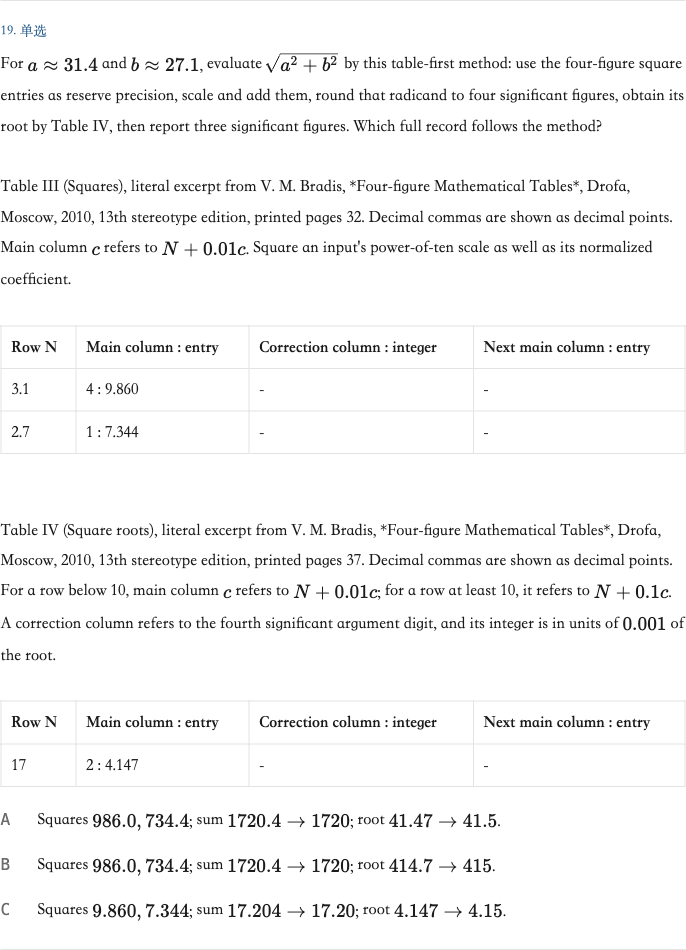 19. 单选
For a ≈ 31.4 and b ≈ 27.1, evaluate √(a² + b²) by this table-first method: use the four-figure square
entries as reserve precision, scale and add them, round that radicand to four significant figures, obtain its
root by Table IV, then report three significant figures. Which full record follows the method?
Table III (Squares), literal excerpt from V. M. Bradis, *Four-figure Mathematical Tables*, Drofa,
Moscow, 2010, 13th stereotype edition, printed pages 32. Decimal commas are shown as decimal points.
Main column c refers to N + 0.01c. Square an input's power-of-ten scale as well as its normalized
coefficient.
Row N Main column : entry Correction column : integer Next main column : entry
3.1 4 : 9.860 - -
2.7 1 : 7.344 - -
Table IV (Square roots), literal excerpt from V. M. Bradis, *Four-figure Mathematical Tables*, Drofa,
Moscow, 2010, 13th stereotype edition, printed pages 37. Decimal commas are shown as decimal points.
For a row below 10, main column c refers to N + 0.01c; for a row at least 10, it refers to N + 0.1c.
A correction column refers to the fourth significant argument digit, and its integer is in units of 0.001 of
the root.
Row N Main column : entry Correction column : integer Next main column : entry
17 2 : 4.147 - -
A Squares 986.0, 734.4; sum 1720.4 → 1720; root 41.47 → 41.5.
B Squares 986.0, 734.4; sum 1720.4 → 1720; root 414.7 → 415.
C Squares 9.860, 7.344; sum 17.204 → 17.20; root 4.147 → 4.15.